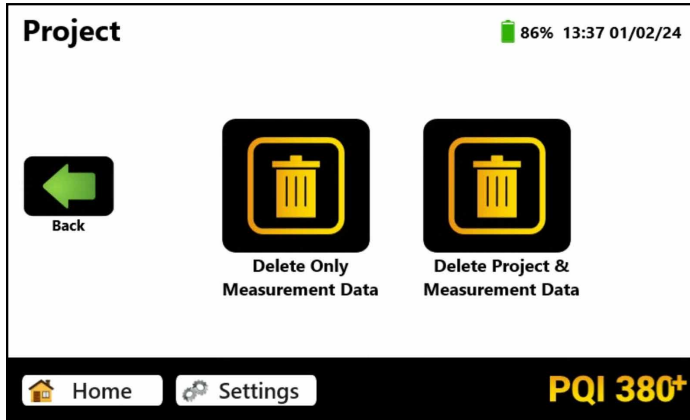 Project
86% 13:37 01/02/24
Back
Delete Only
Measurement Data
Delete Project &
Measurement Data
Home
Settings
PQI 380+